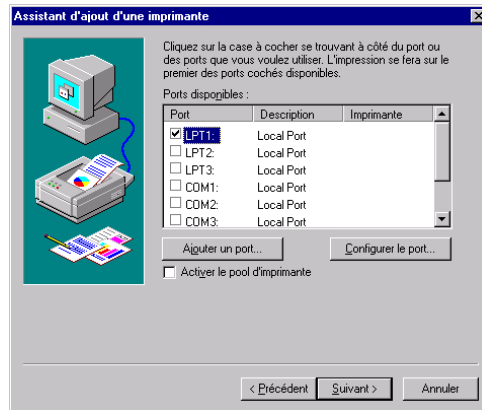 Assistant d'ajout d'une imprimante
Cliquez sur la case à cocher se trouvant à côté du port ou
des ports que vous voulez utiliser. L'impression se fera sur le
premier des ports cochés disponibles.
Ports disponibles :
Port Description Imprimante
LPT1: Local Port
LPT2: Local Port
LPT3: Local Port
COM1: Local Port
COM2: Local Port
COM3: Local Port
Ajouter un port... Configurer le port...
Activer le pool d'imprimante
< Précédent Suivant > Annuler